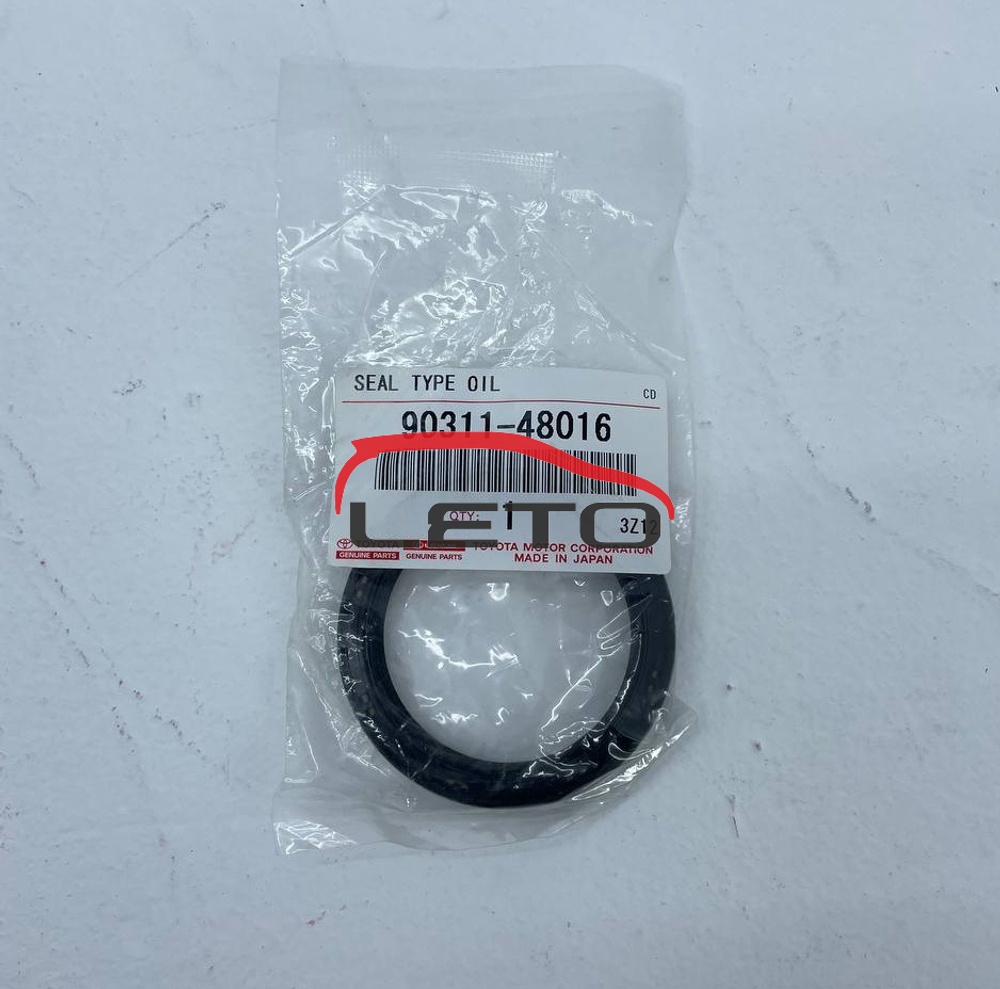 SEAL TYPE OIL
CD
90311-48016
LETO
QTY: 1
3Z12
TOYOTA
GENUINE PARTS
GENUINE PARTS
TOYOTA MOTOR CORPORATION
MADE IN JAPAN